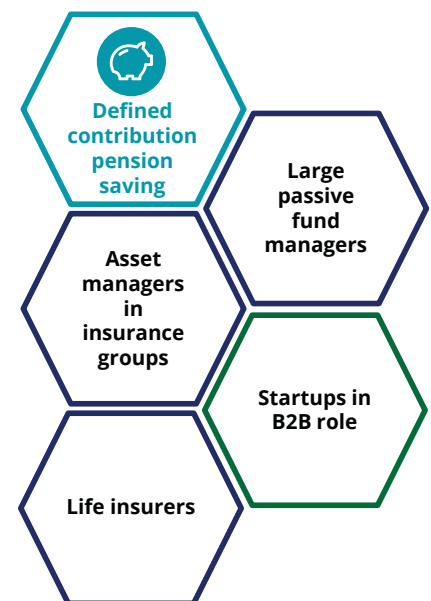 Defined
contribution
pension
saving
Large
passive
fund
managers
Asset
managers
in
insurance
groups
Startups in
B2B role
Life insurers